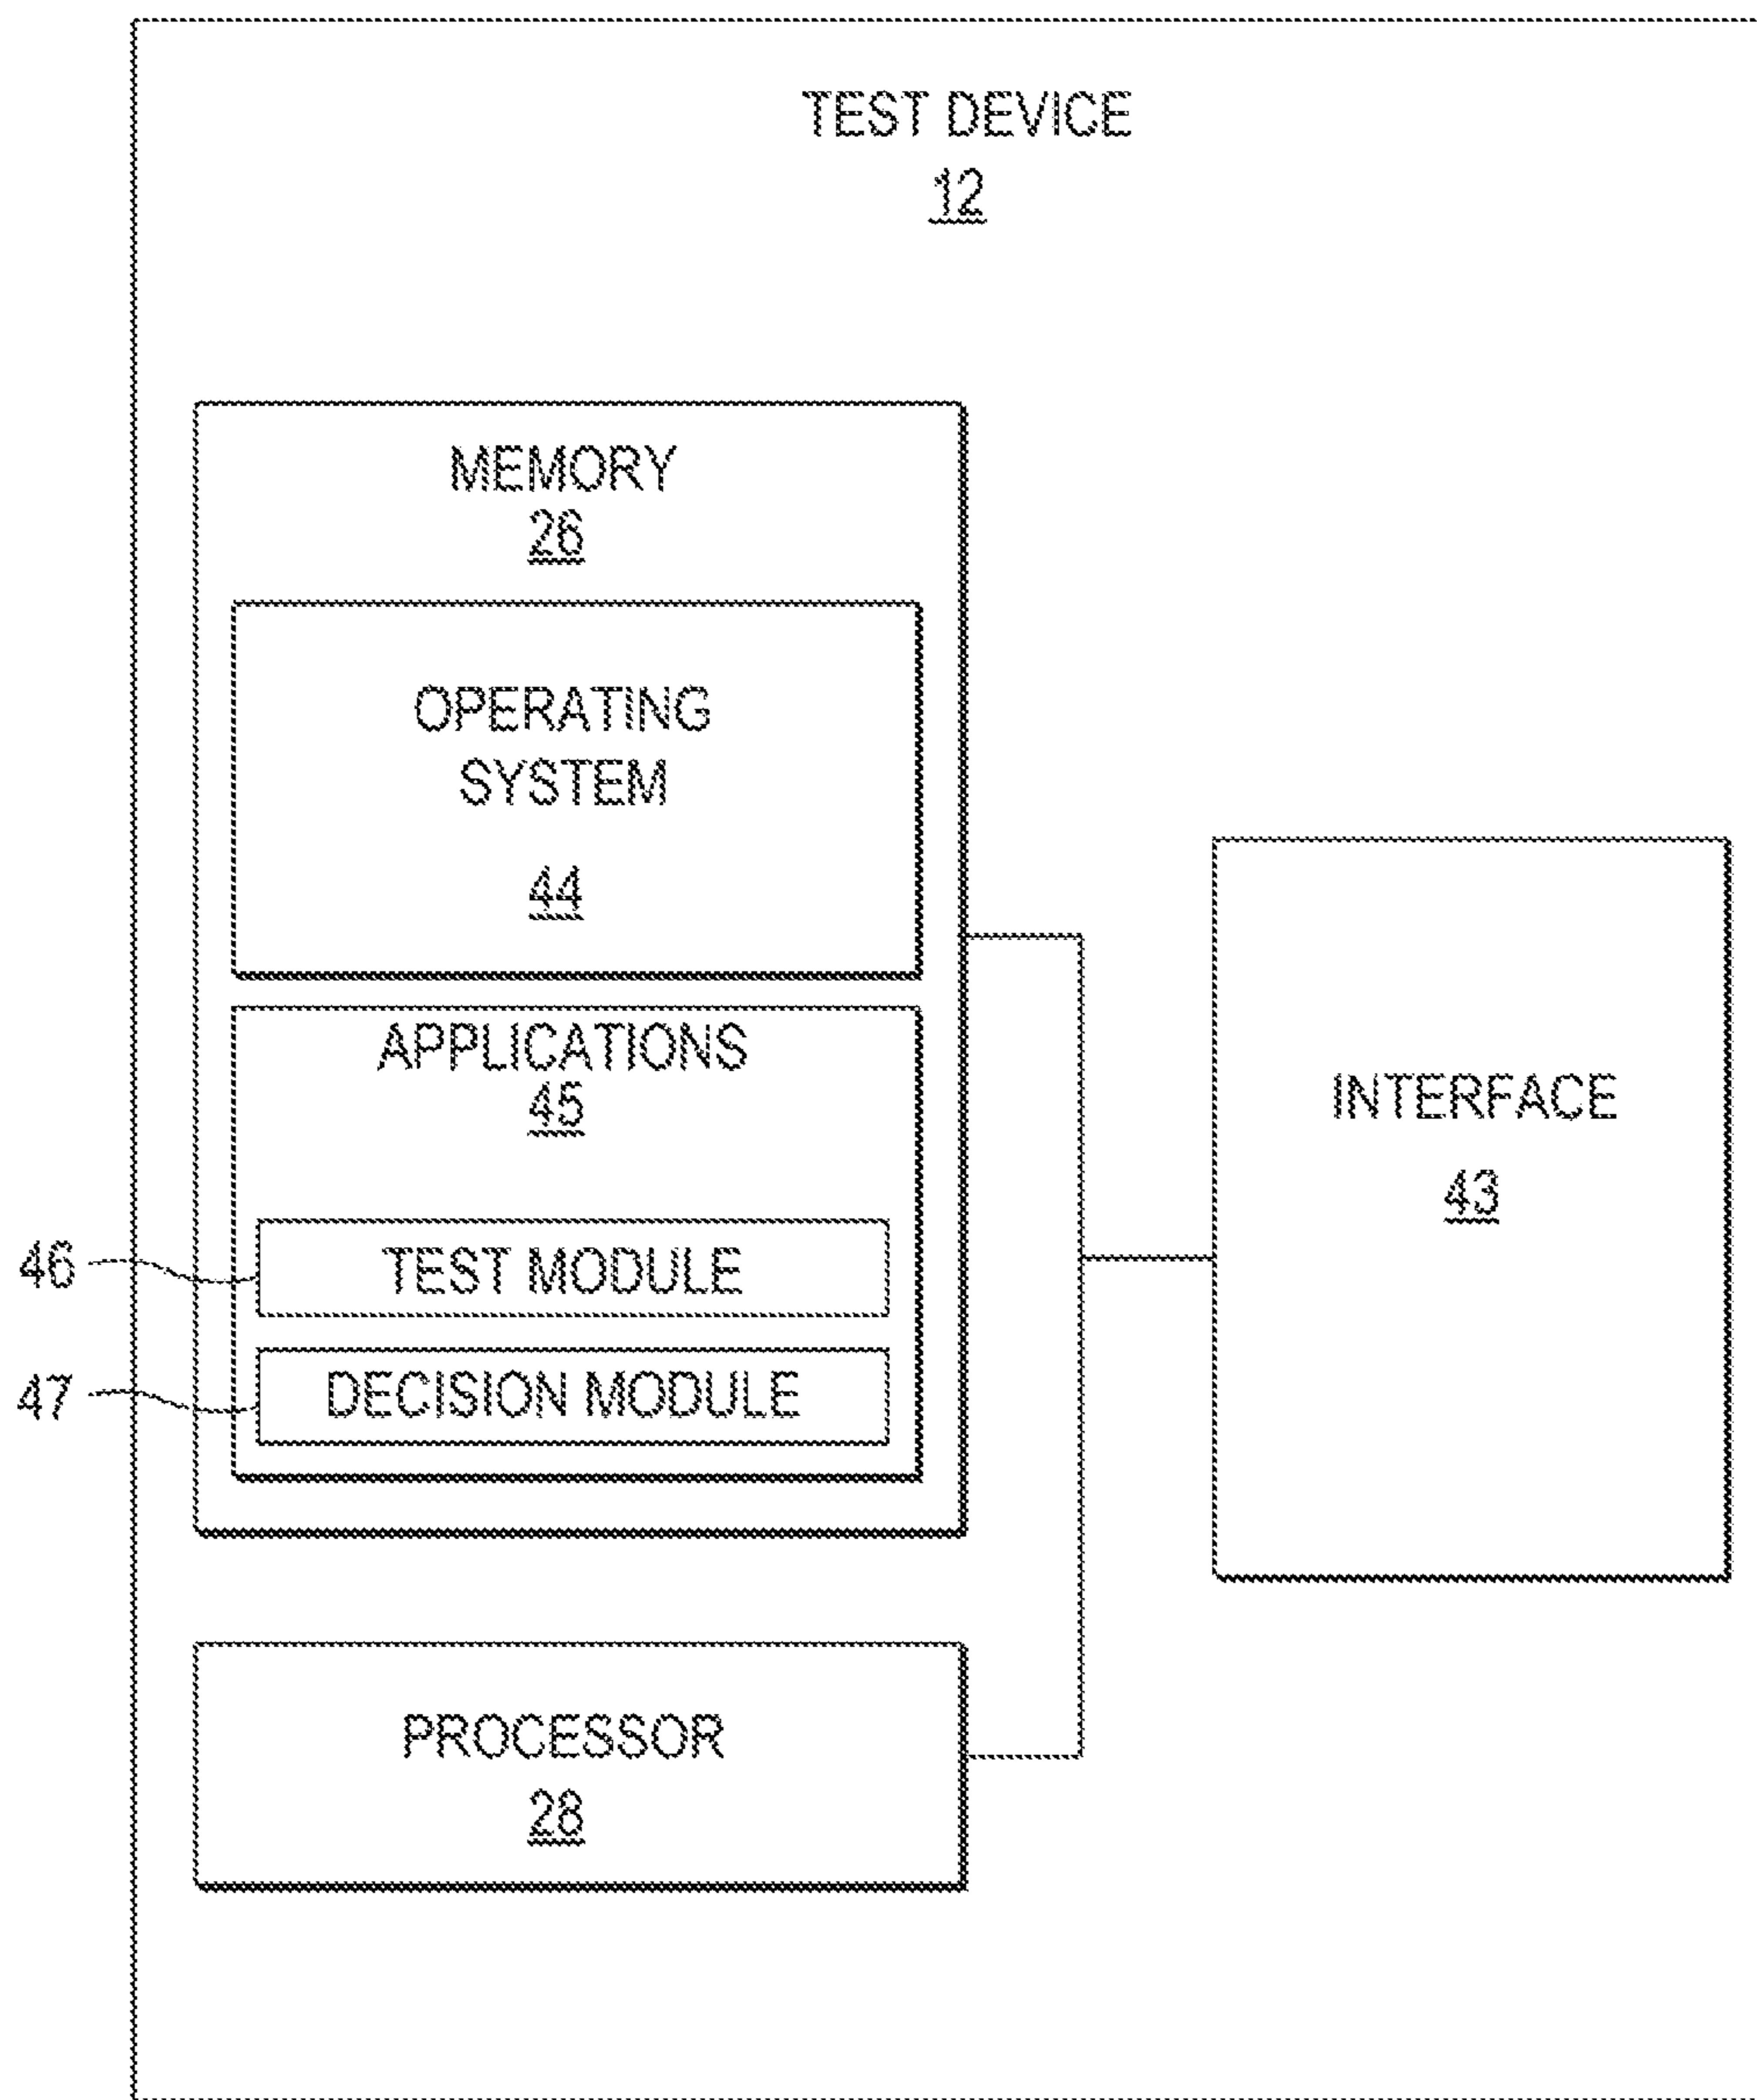 TEST DEVICE
12
MEMORY
26
OPERATING
SYSTEM
44
APPLICATIONS
45
46
TEST MODULE
47
DECISION MODULE
INTERFACE
43
PROCESSOR
28